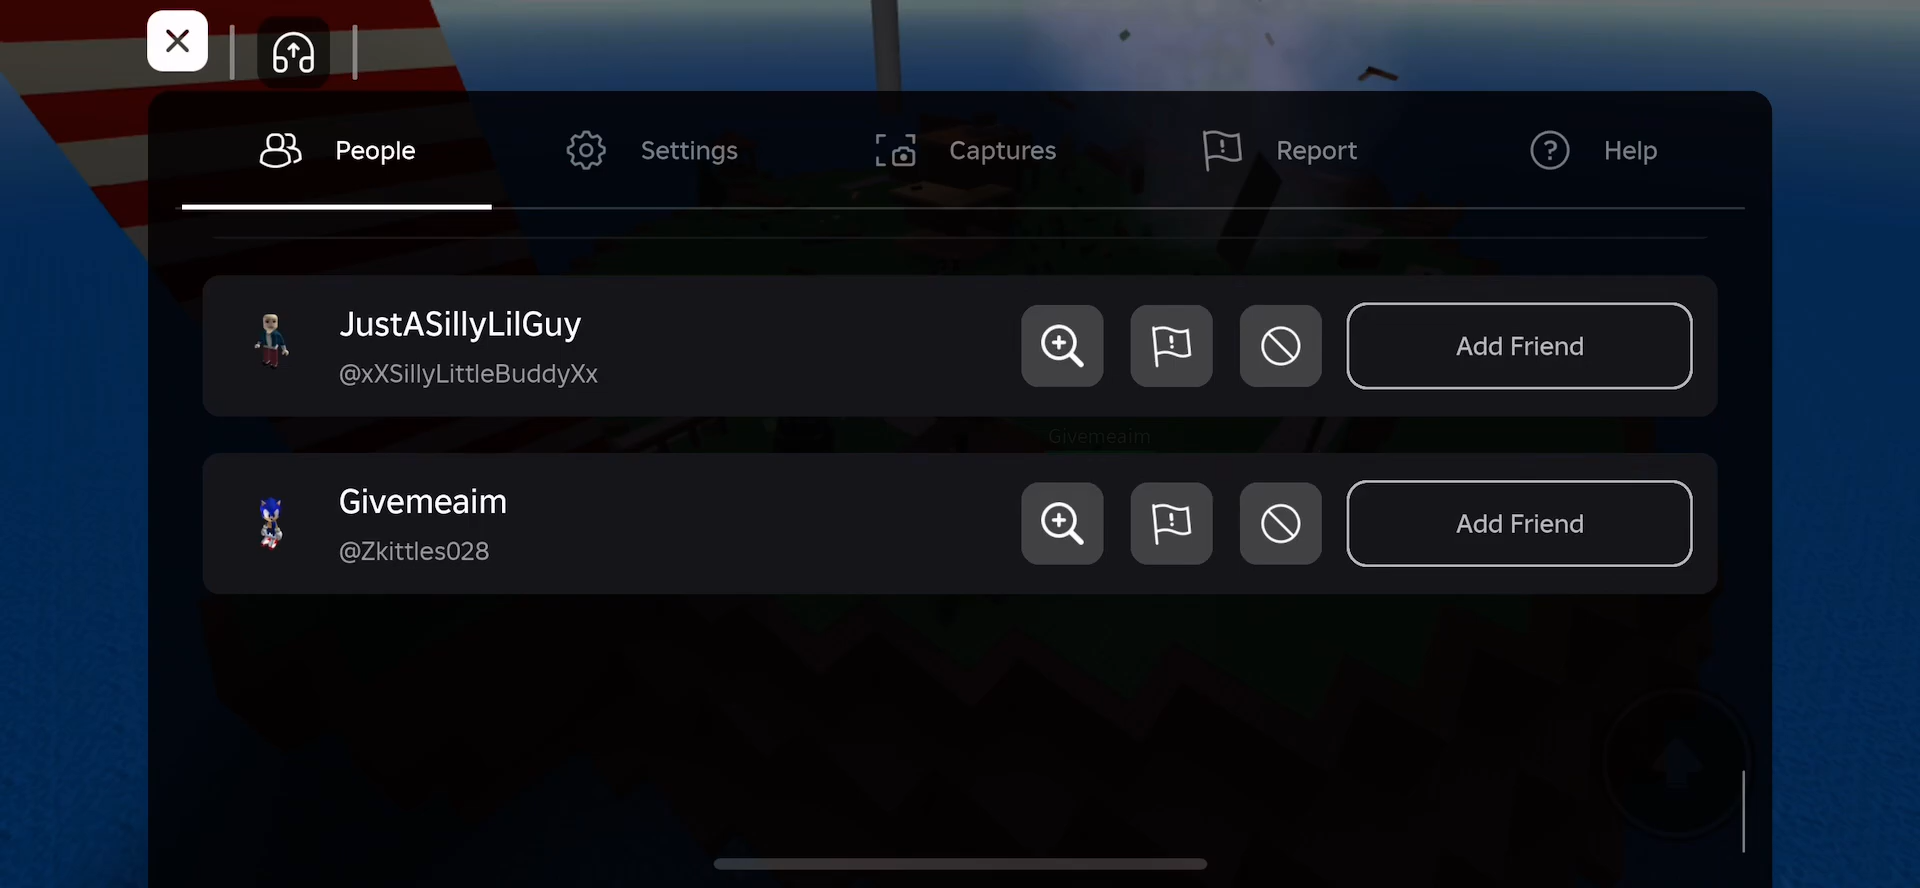 People
Settings
Captures
Report
Help
JustASillyLilGuy
@xXSillyLittleBuddyXx
Add Friend
Givemeaim
Givemeaim
@Zkittles028
Add Friend